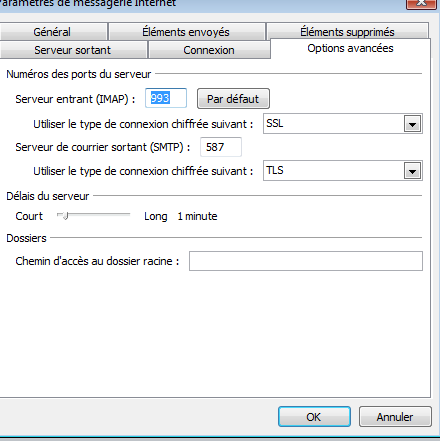 Paramètres de messagerie Internet
Général Éléments envoyés Éléments supprimés
Serveur sortant Connexion Options avancées
Numéros des ports du serveur
Serveur entrant (IMAP) : 993 Par défaut
Utiliser le type de connexion chiffrée suivant : SSL
Serveur de courrier sortant (SMTP) : 587
Utiliser le type de connexion chiffrée suivant : TLS
Délais du serveur
Court Long 1 minute
Dossiers
Chemin d'accès au dossier racine :
OK Annuler